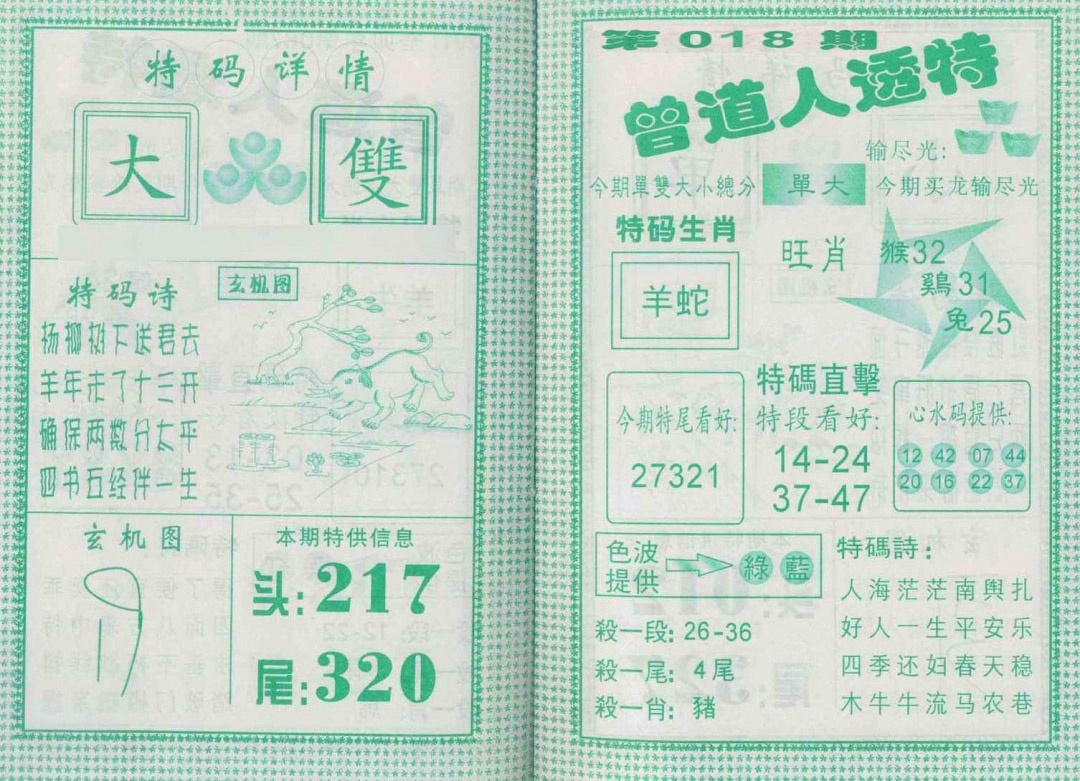 特码详情
大 雙
特码诗
杨柳树下送君去
羊年走了十三开
确保两数分太平
四书五经伴一生
玄机图
玄机图
本期特供信息
头:217
尾:320
第018期
曾道人透特
输尽光:
今期單雙大小總分 單大 今期买龙输尽光
特码生肖
羊蛇
旺肖
猴32
鷄31
兔25
今期特尾看好:
27321
特碼直擊
特段看好:
14-24
37-47
心水码提供:
12 42 07 44
20 16 22 37
色波
提供
綠 藍
殺一段: 26-36
殺一尾: 4尾
殺一肖: 豬
特碼詩:
人海茫茫南輿扎
好人一生平安乐
四季还妇春天稳
木牛牛流马农巷